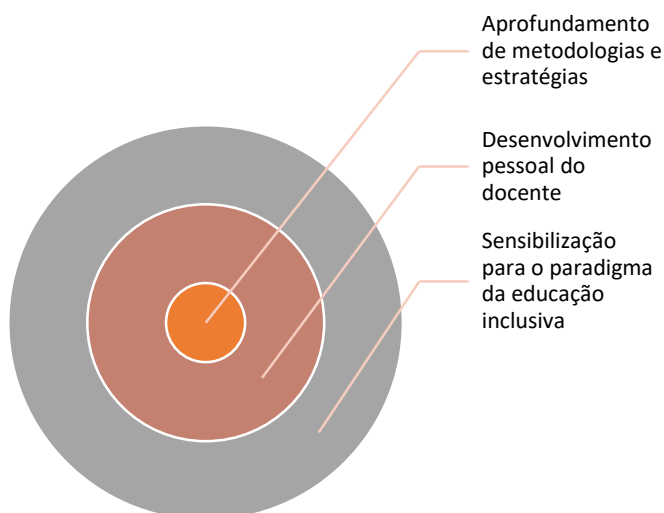 Aprofundamento
de metodologias e
estratégias
Desenvolvimento
pessoal do
docente
Sensibilização
para o paradigma
da educação
inclusiva